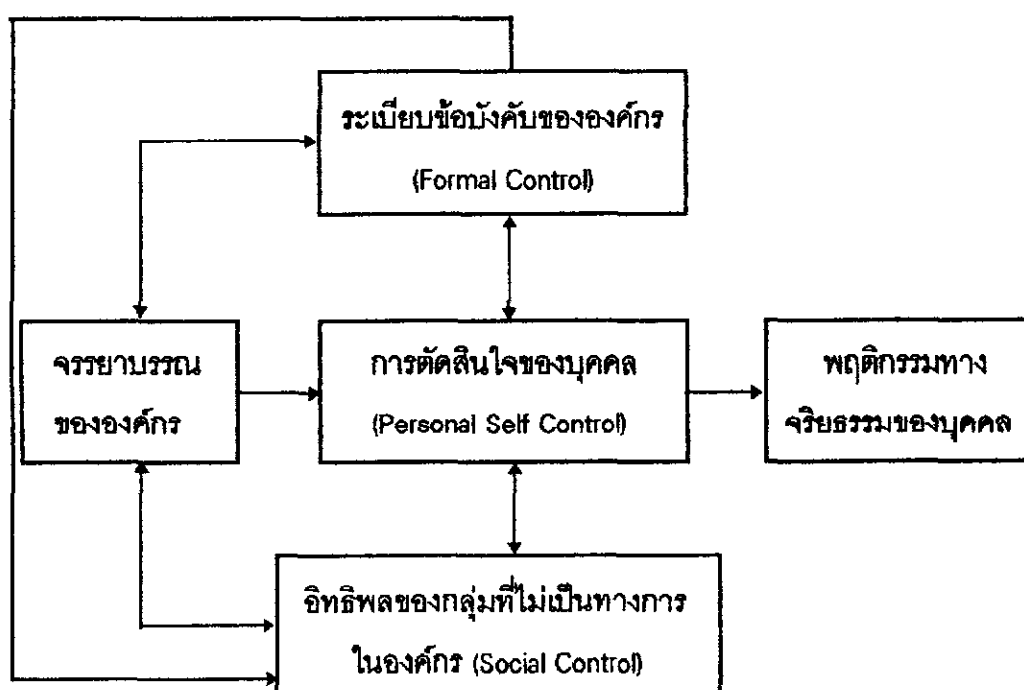 ระเบียบข้อบังคับขององค์กร
(Formal Control)
จรรยาบรรณ
ขององค์กร
การตัดสินใจของบุคคล
(Personal Self Control)
พฤติกรรมทาง
จริยธรรมของบุคคล
อิทธิพลของกลุ่มที่ไม่เป็นทางการ
ในองค์กร (Social Control)